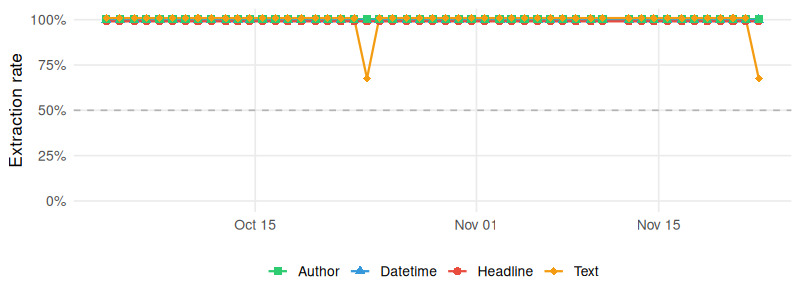 Extraction rate
100%
75%
50%
25%
0%
Oct 15 Nov 01 Nov 15
Author Datetime Headline Text